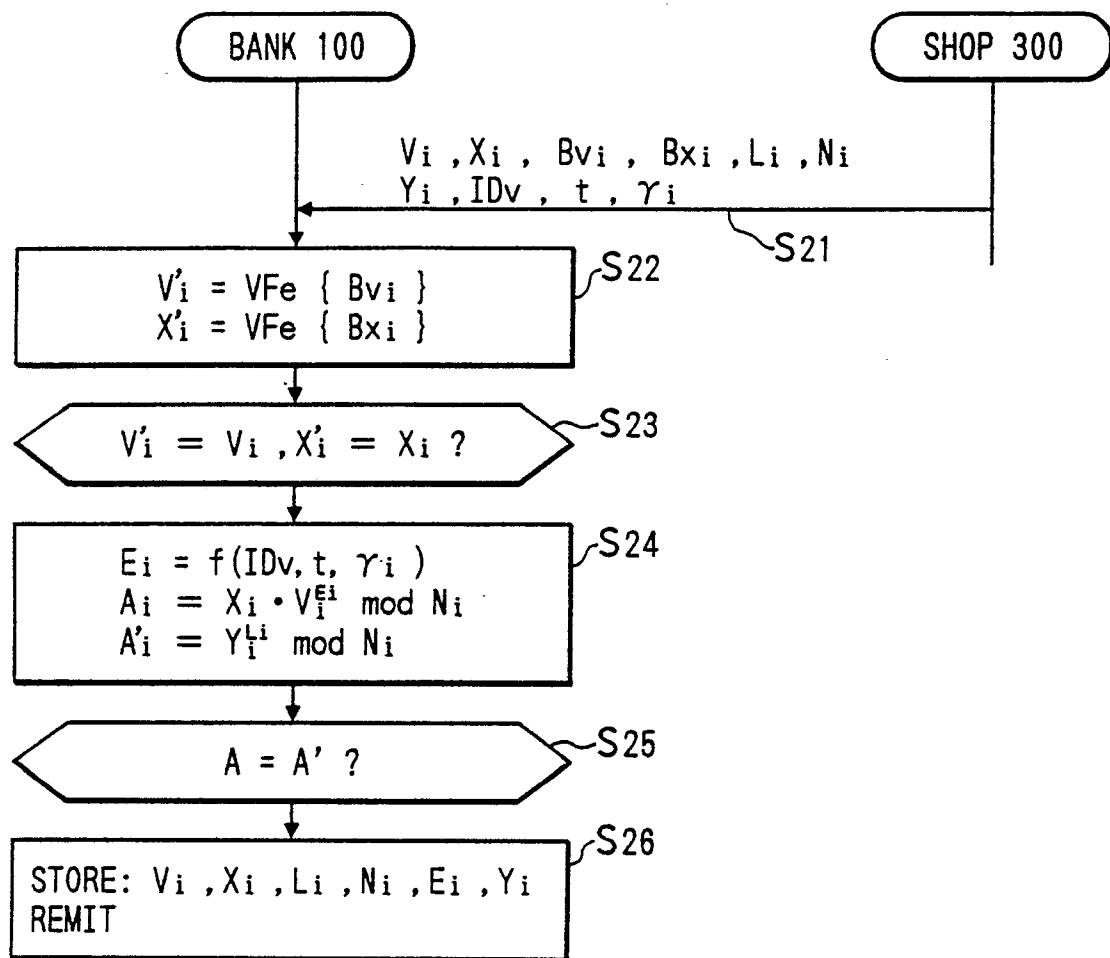 BANK 100
SHOP 300
Vi , Xi , Bvi , Bxi , Li , Ni
Yi , IDv , t , γi
S21
S22
V'i = VFe { Bvi }
X'i = VFe { Bxi }
S23
V'i = Vi , X'i = Xi ?
S24
Ei = f(IDv, t, γi )
Ai = Xi · Vi^Ei mod Ni
A'i = Yi^Li mod Ni
S25
A = A' ?
S26
STORE: Vi , Xi , Li , Ni , Ei , Yi
REMIT